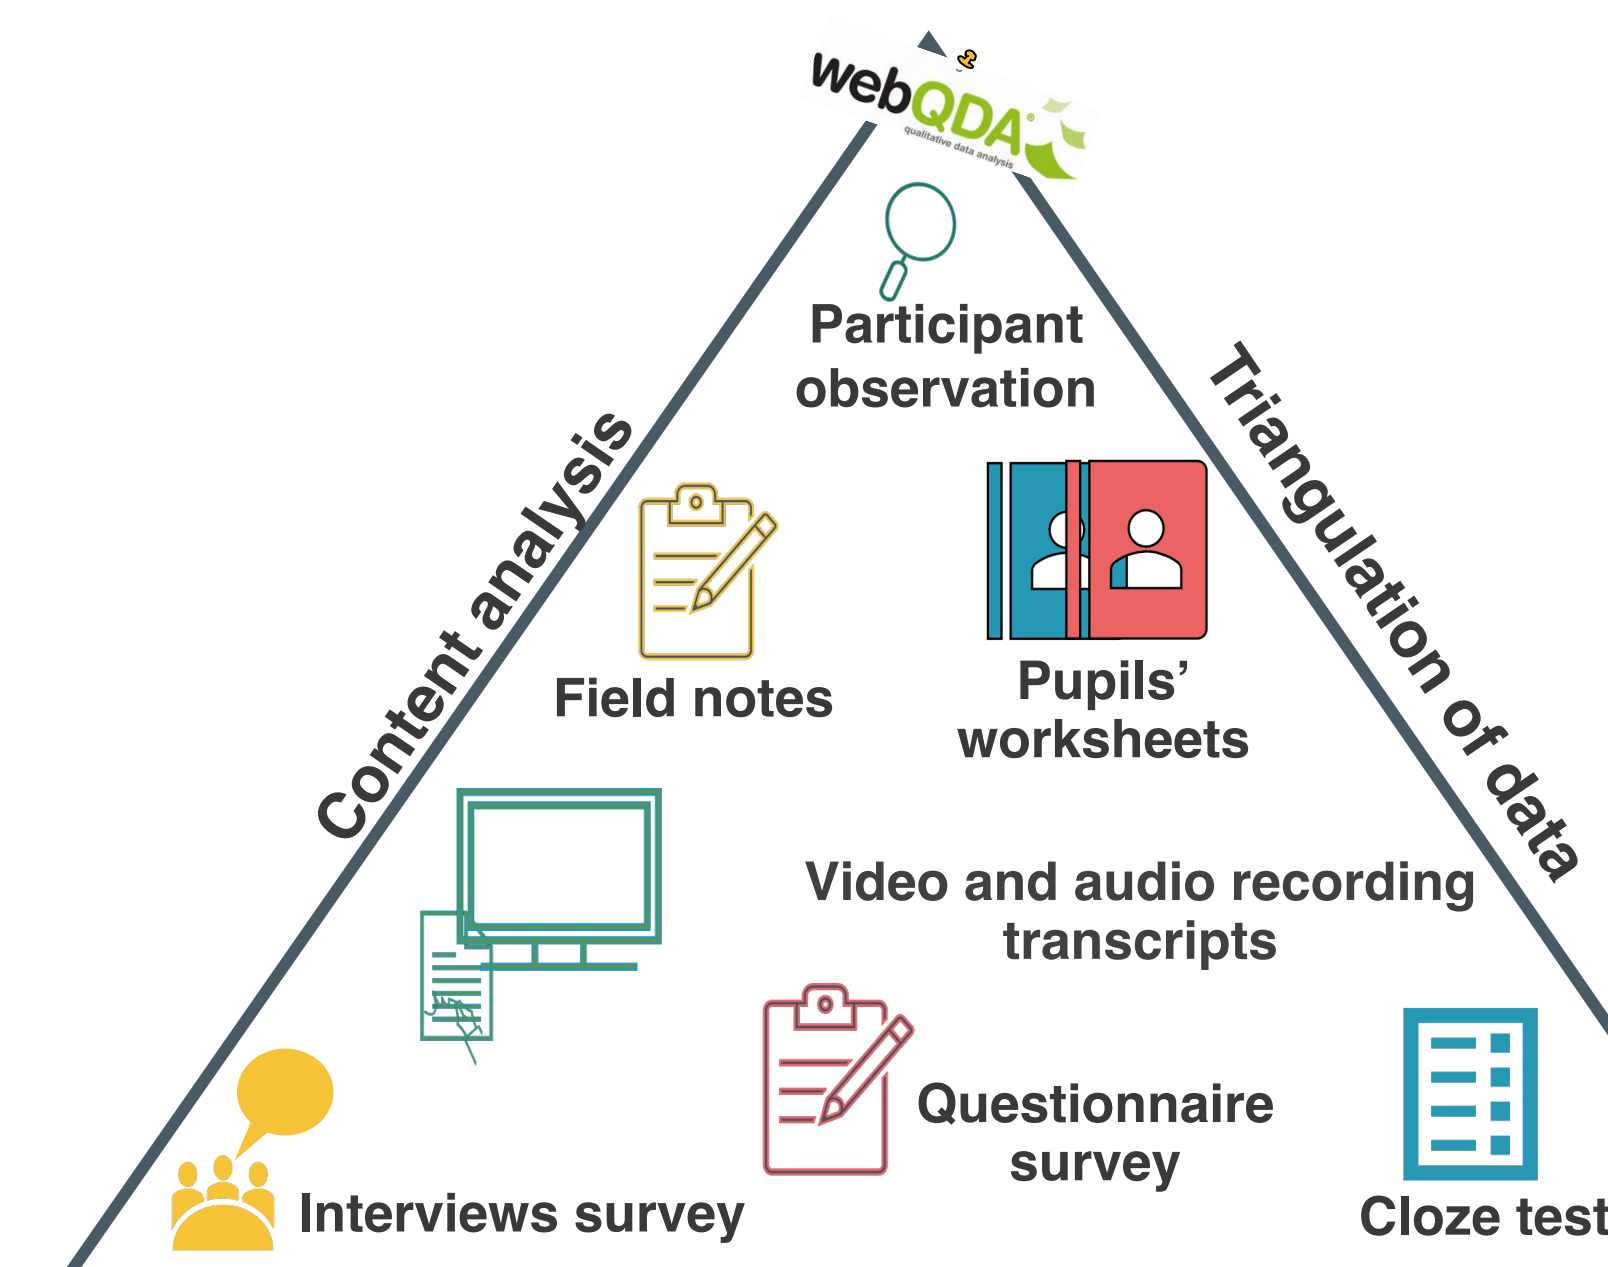 webQDA®
qualitative data analysis
Participant
observation
Content analysis
Triangulation of data
Field notes
Pupils’
worksheets
Video and audio recording
transcripts
Questionnaire
survey
Interviews survey
Cloze test